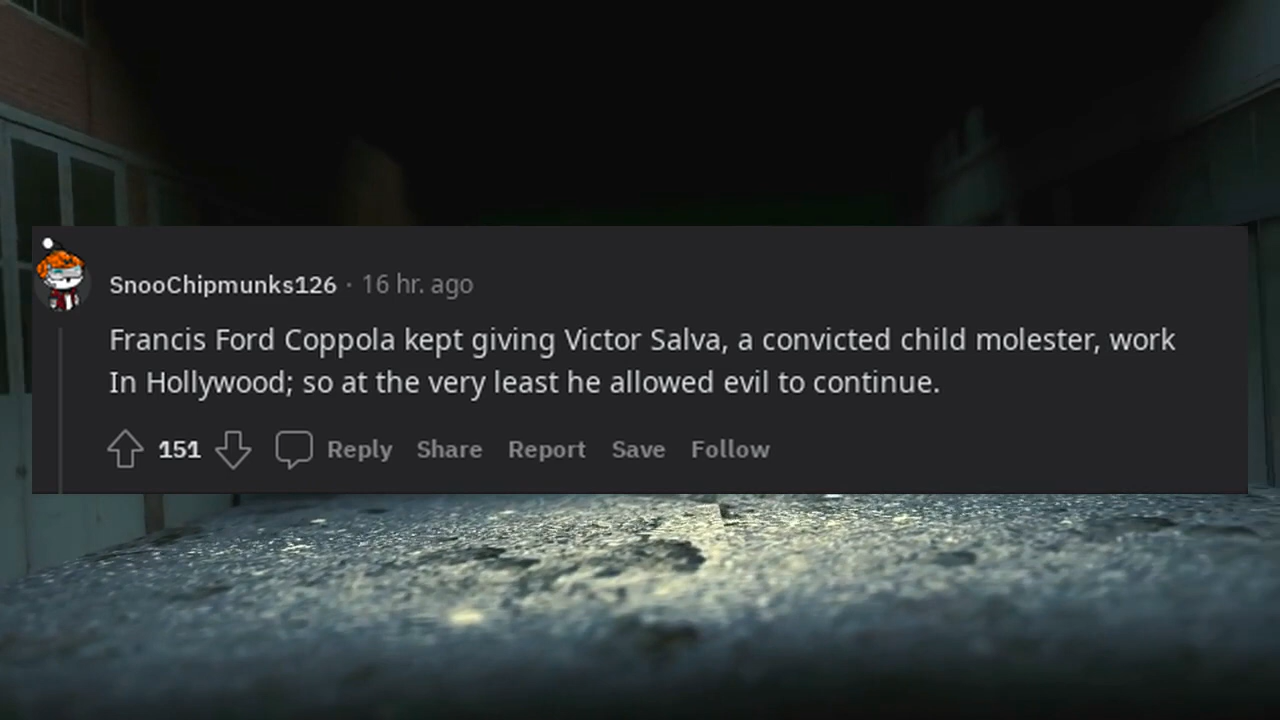 SnooChipmunks126 · 16 hr. ago
Francis Ford Coppola kept giving Victor Salva, a convicted child molester, work
In Hollywood; so at the very least he allowed evil to continue.
151 Reply Share Report Save Follow